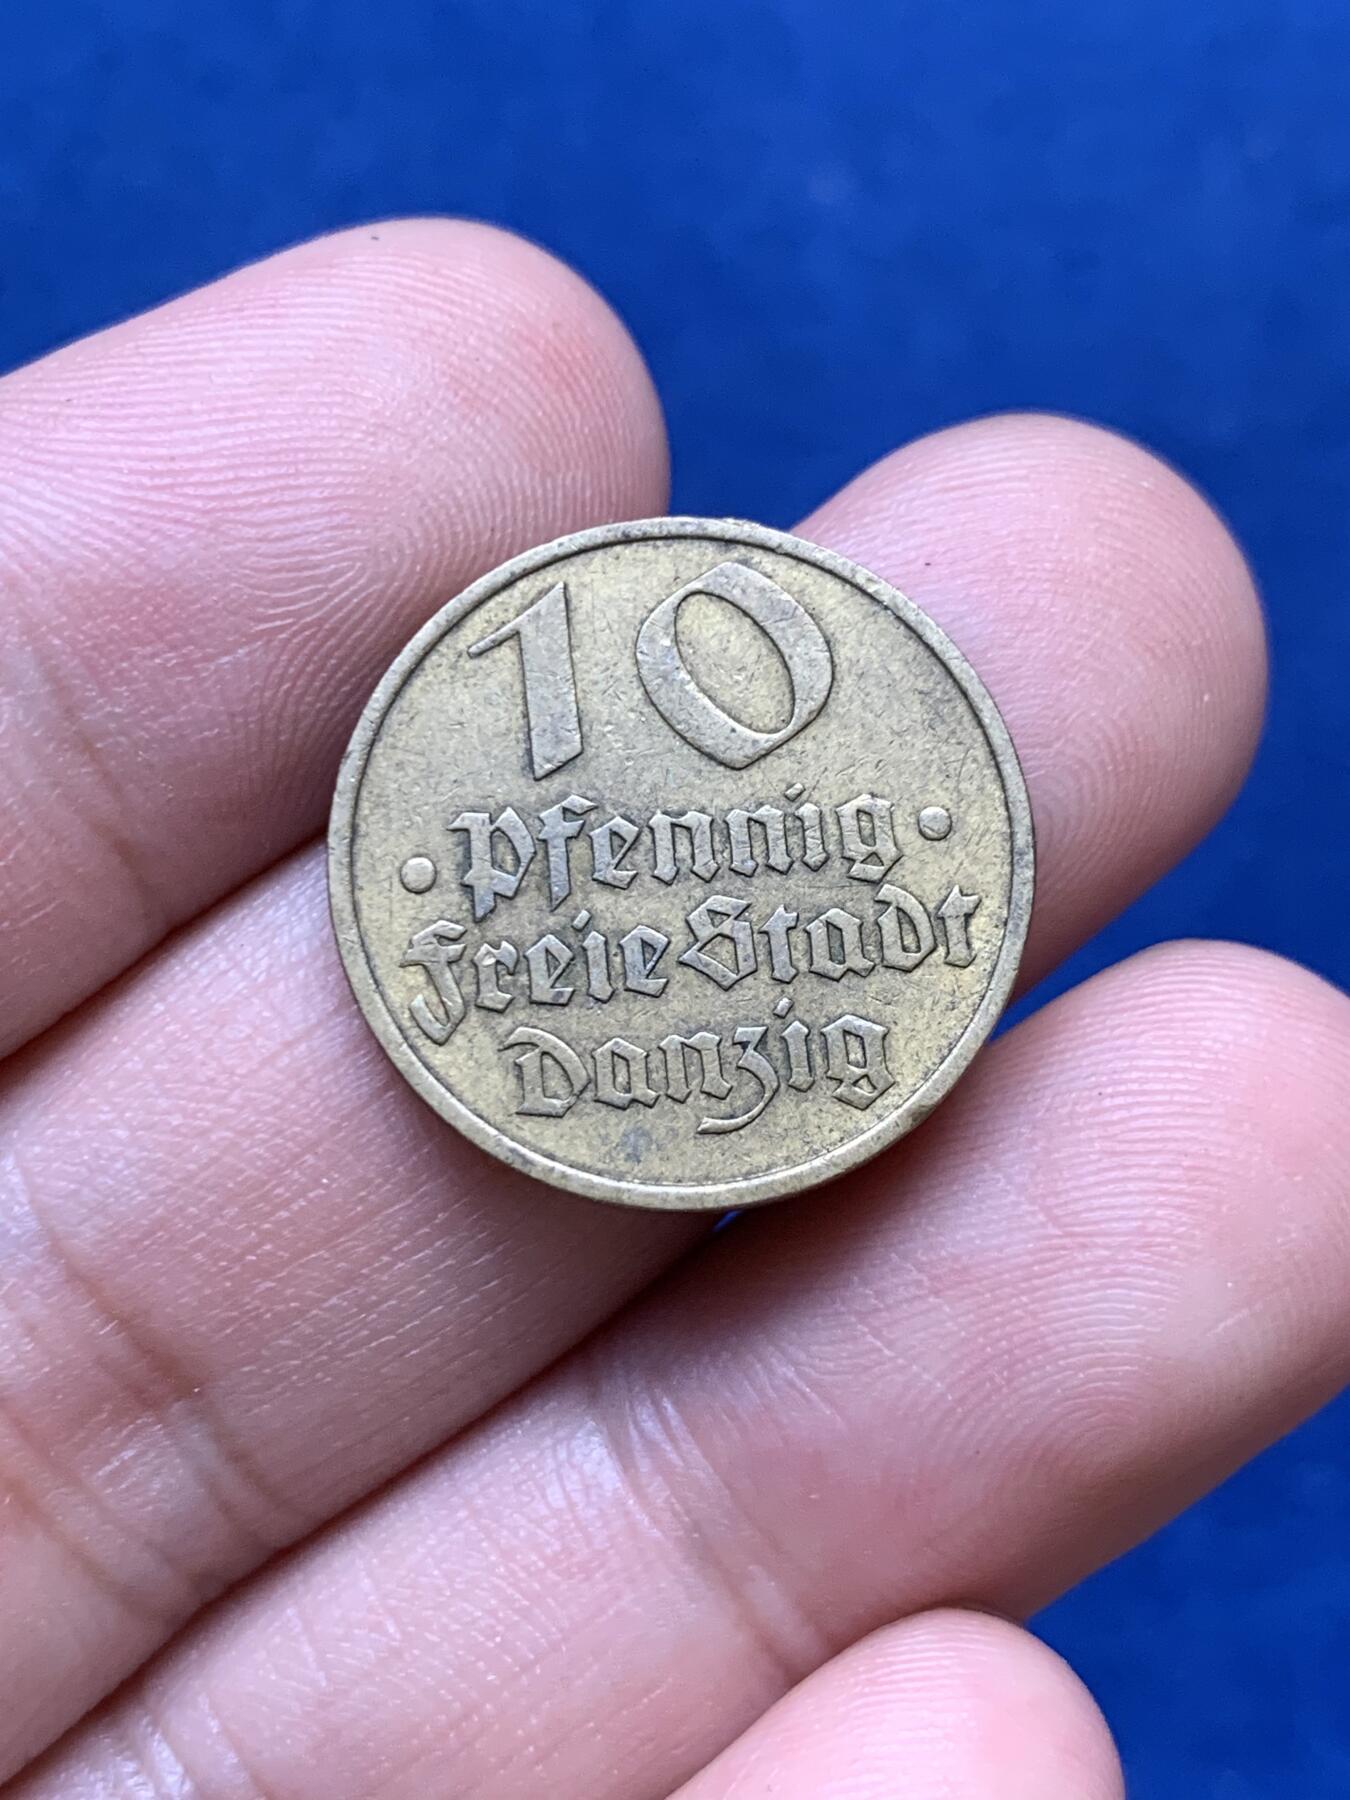 10
• Pfennig •
Freie Stadt
Danzig